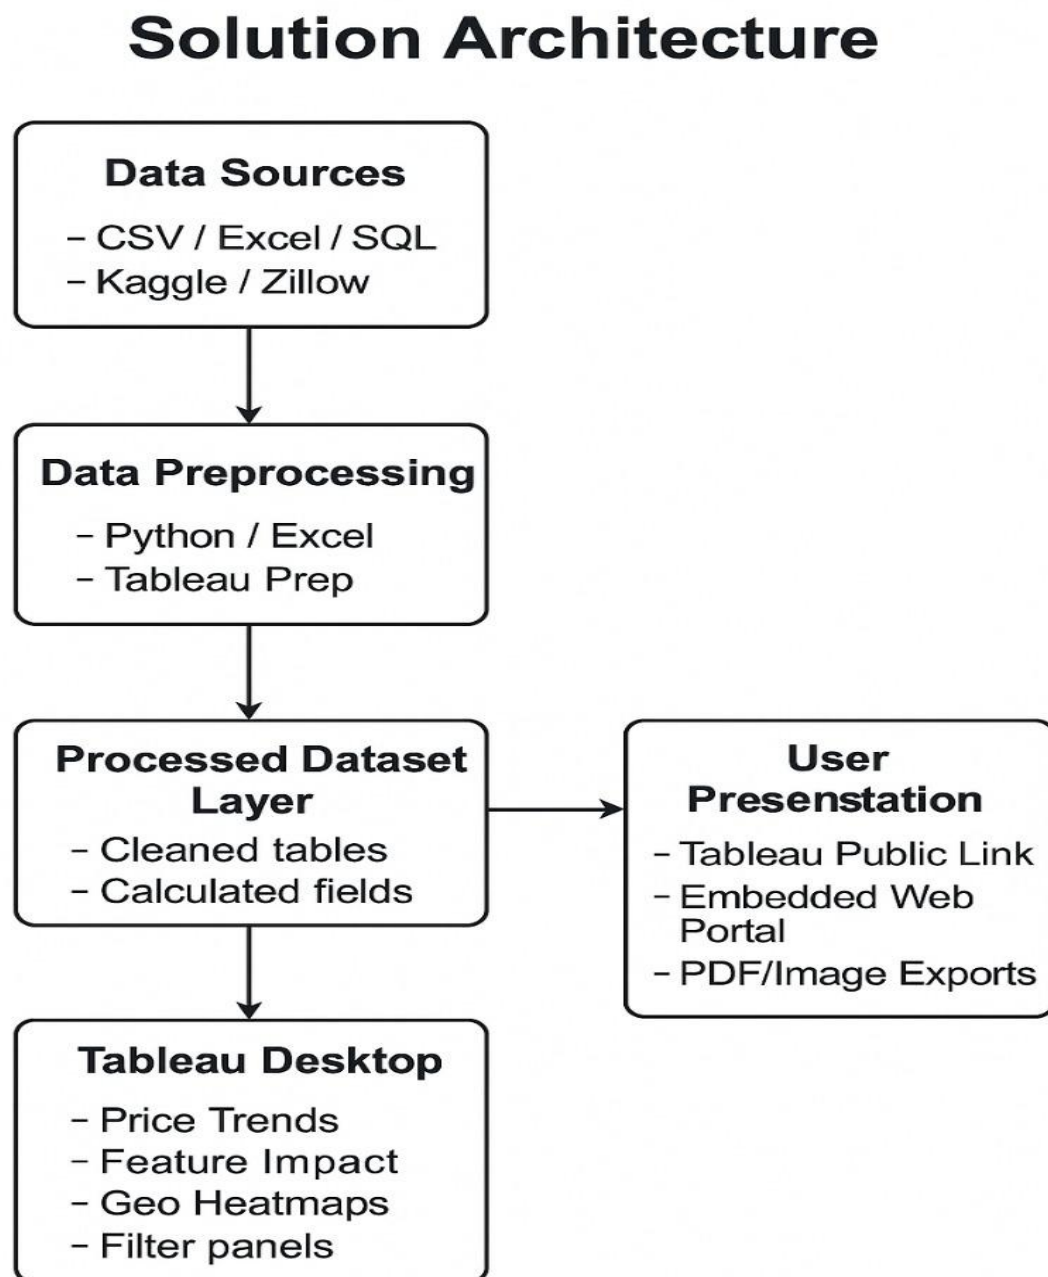 Solution Architecture
Data Sources
– CSV / Excel / SQL
– Kaggle / Zillow
Data Preprocessing
– Python / Excel
– Tableau Prep
Processed Dataset
Layer
– Cleaned tables
– Calculated fields
User
Presenstation
– Tableau Public Link
– Embedded Web
Portal
– PDF/Image Exports
Tableau Desktop
– Price Trends
– Feature Impact
– Geo Heatmaps
– Filter panels